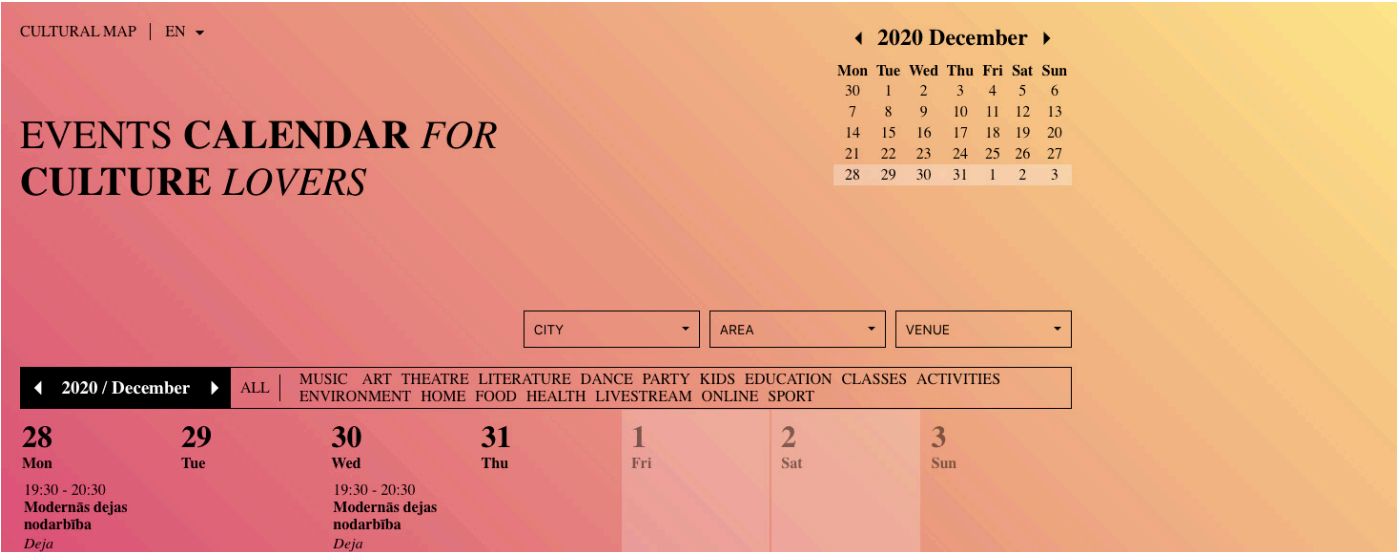 CULTURAL MAP | EN
2020 December
Mon Tue Wed Thu Fri Sat Sun
30 1 2 3 4 5 6
7 8 9 10 11 12 13
14 15 16 17 18 19 20
21 22 23 24 25 26 27
28 29 30 31 1 2 3
EVENTS CALENDAR FOR
CULTURE LOVERS
CITY AREA VENUE
2020 / December ALL
MUSIC ART THEATRE LITERATURE DANCE PARTY KIDS EDUCATION CLASSES ACTIVITIES
ENVIRONMENT HOME FOOD HEALTH LIVESTREAM ONLINE SPORT
28 29 30 31 1 2 3
Mon Tue Wed Thu Fri Sat Sun
19:30 - 20:30
Modernās dejas
nodarbība
Deja
19:30 - 20:30
Modernās dejas
nodarbība
Deja